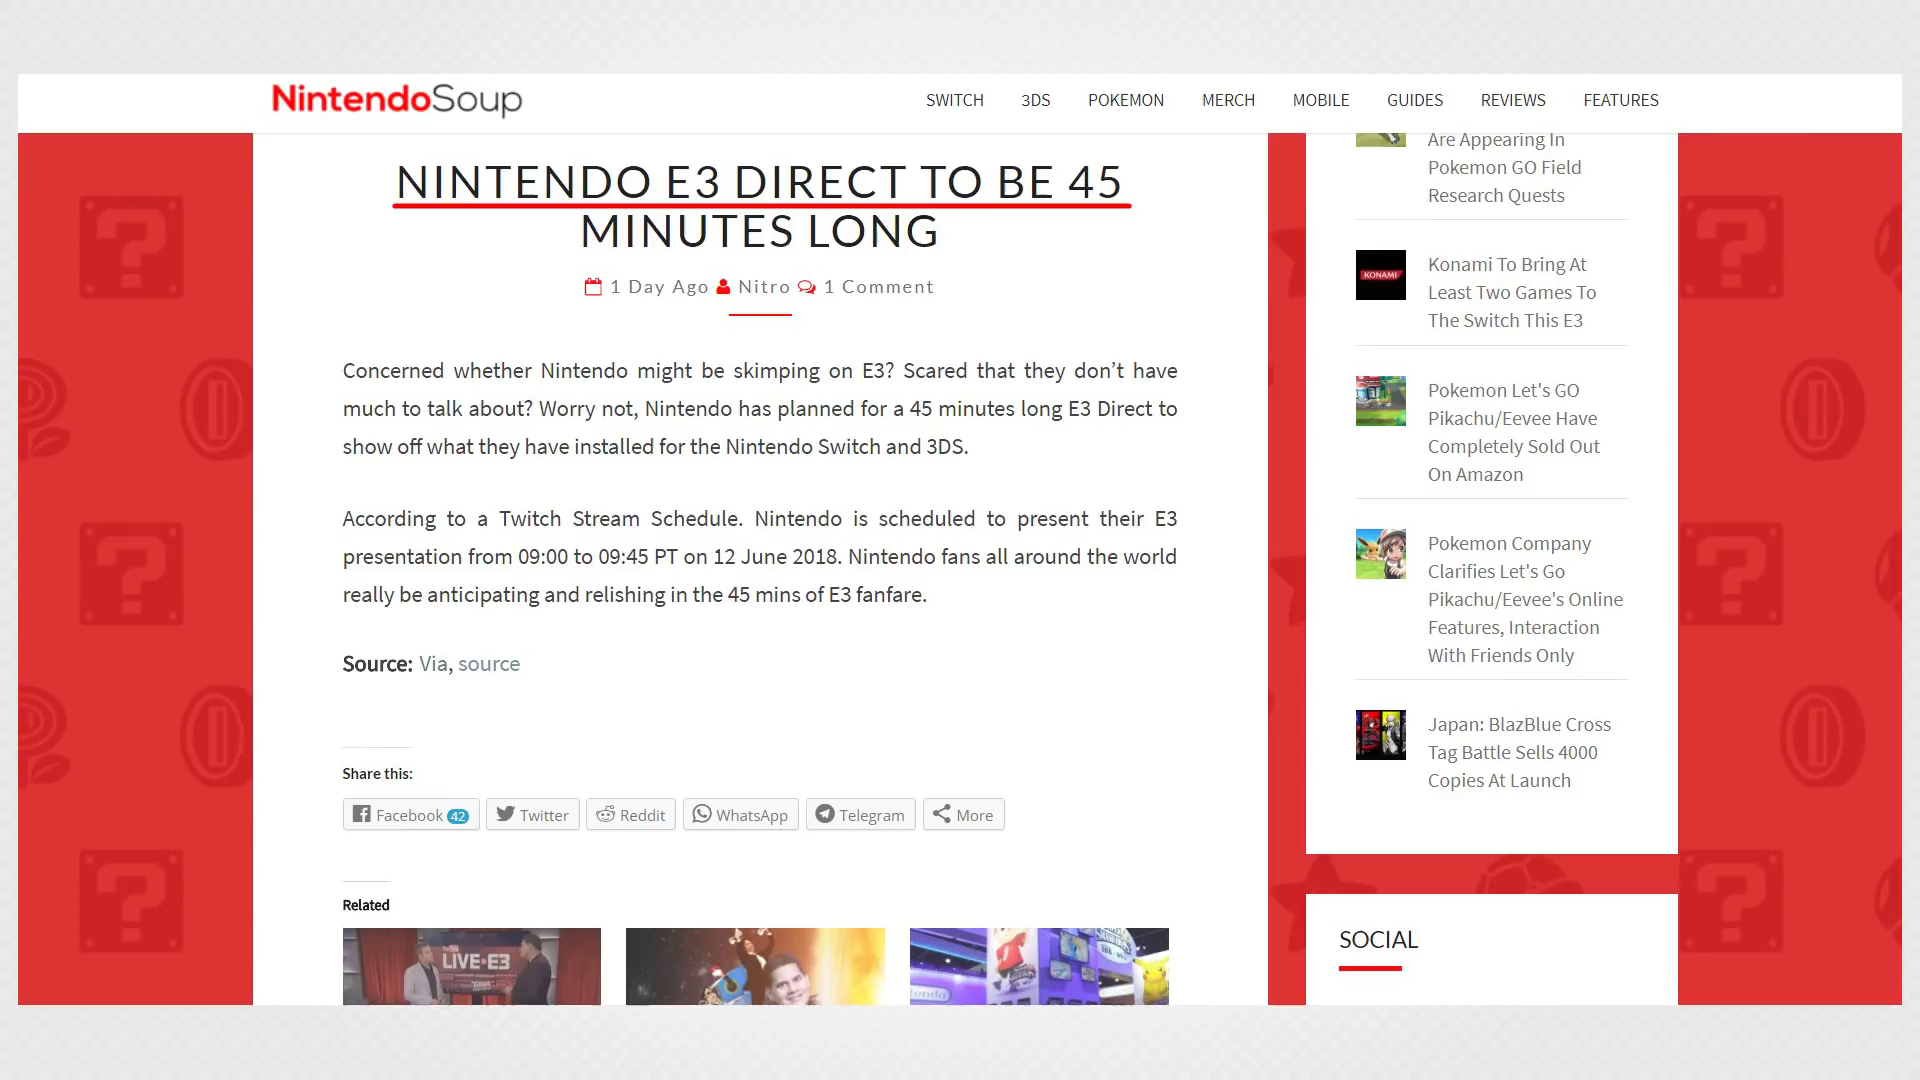 NintendoSoup
SWITCH 3DS POKEMON MERCH MOBILE GUIDES REVIEWS FEATURES
NINTENDO E3 DIRECT TO BE 45
MINUTES LONG
1 Day Ago Nitro 1 Comment
Concerned whether Nintendo might be skimping on E3? Scared that they don’t have
much to talk about? Worry not, Nintendo has planned for a 45 minutes long E3 Direct to
show off what they have installed for the Nintendo Switch and 3DS.
According to a Twitch Stream Schedule. Nintendo is scheduled to present their E3
presentation from 09:00 to 09:45 PT on 12 June 2018. Nintendo fans all around the world
really be anticipating and relishing in the 45 mins of E3 fanfare.
Source: Via, source
Share this:
Facebook 42 Twitter Reddit WhatsApp Telegram More
Related
LIVE E3
Are Appearing In
Pokemon GO Field
Research Quests
KONAMI
Konami To Bring At
Least Two Games To
The Switch This E3
Pokemon Let's GO
Pikachu/Eevee Have
Completely Sold Out
On Amazon
Pokemon Company
Clarifies Let's Go
Pikachu/Eevee's Online
Features, Interaction
With Friends Only
Japan: BlazBlue Cross
Tag Battle Sells 4000
Copies At Launch
SOCIAL